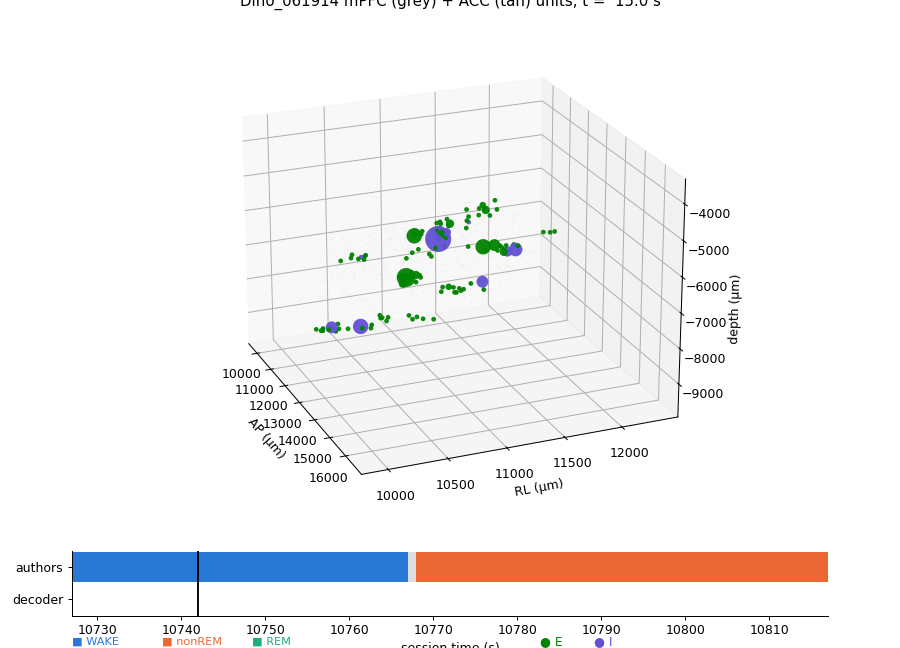 Dino_061914 mPFC (grey) + ACC (tan) units, t = 15.0 s
−4000
−5000
−6000
−7000
−8000
−9000
depth (μm)
10000
11000
12000
13000
14000
15000
16000
AP (μm)
10000
10500
11000
11500
12000
RL (μm)
authors
decoder
10730
10740
10750
10760
10770
10780
10790
10800
10810
session time (s)
WAKE
nonREM
REM
E
I